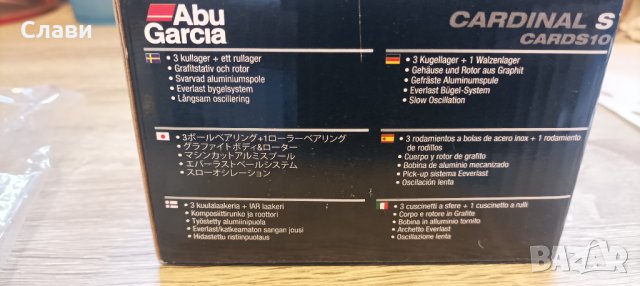 Слави
Abu
Garcia
CARDINAL S
CARDS10
• 3 kullager + ett rullager
• Grafitstativ och rotor
• Svarvad aluminiumspole
• Everlast bygelsystem
• Långsam oscillering
• 3 Kugellager + 1 Walzenlager
• Gehäuse und Rotor aus Graphit
• Gefräste Aluminumspule
• Everlast Bügel-System
• Slow Oscillation
• 3ボールベアリング+1ローラーベアリング
• グラファイトボディ&ローター
• マシンカットアルミスプール
• エバーラストベールシステム
• スローオシレーション
• 3 rodamientos a bolas de acero inox + 1 rodamiento
de rodillos
• Cuerpo y rotor de grafito
• Bobina de aluminio mecanizado
• Pick-up sistema Eeverlast
• Oscilación lenta
• 3 kuulalaakeria + IAR laakeri
• Komposiittirunko ja roottori
• Työstetty alumiinipuola
• Everlast/katkeamaton sangan jousi
• Hidastettu ristiinpuotaus
• 3 cuscinetti a sfere + 1 cuscinetto a rulli
• Corpo e rotore in Grafite
• Bobina in alluminio tornito
• Archetto Everlast
• Oscillazione lenta
BAZAR
bazar.bg